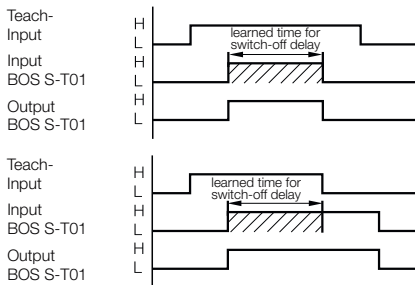 Teach-
Input
H
L
learned time for
switch-off delay
Input
BOS S-T01
H
L
Output
BOS S-T01
H
L
Teach-
Input
H
L
learned time for
switch-off delay
Input
BOS S-T01
H
L
Output
BOS S-T01
H
L